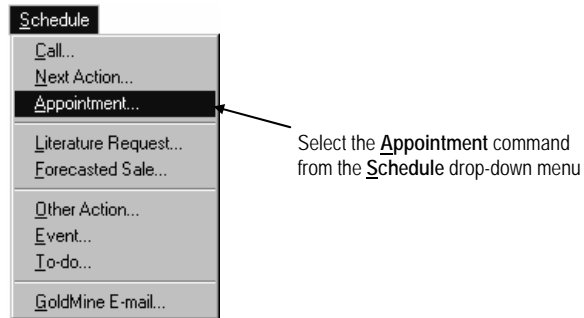 Schedule
Call...
Next Action...
Appointment...
Literature Request...
Forecasted Sale...
Other Action...
Event...
To-do...
GoldMine E-mail...
Select the Appointment command
from the Schedule drop-down menu